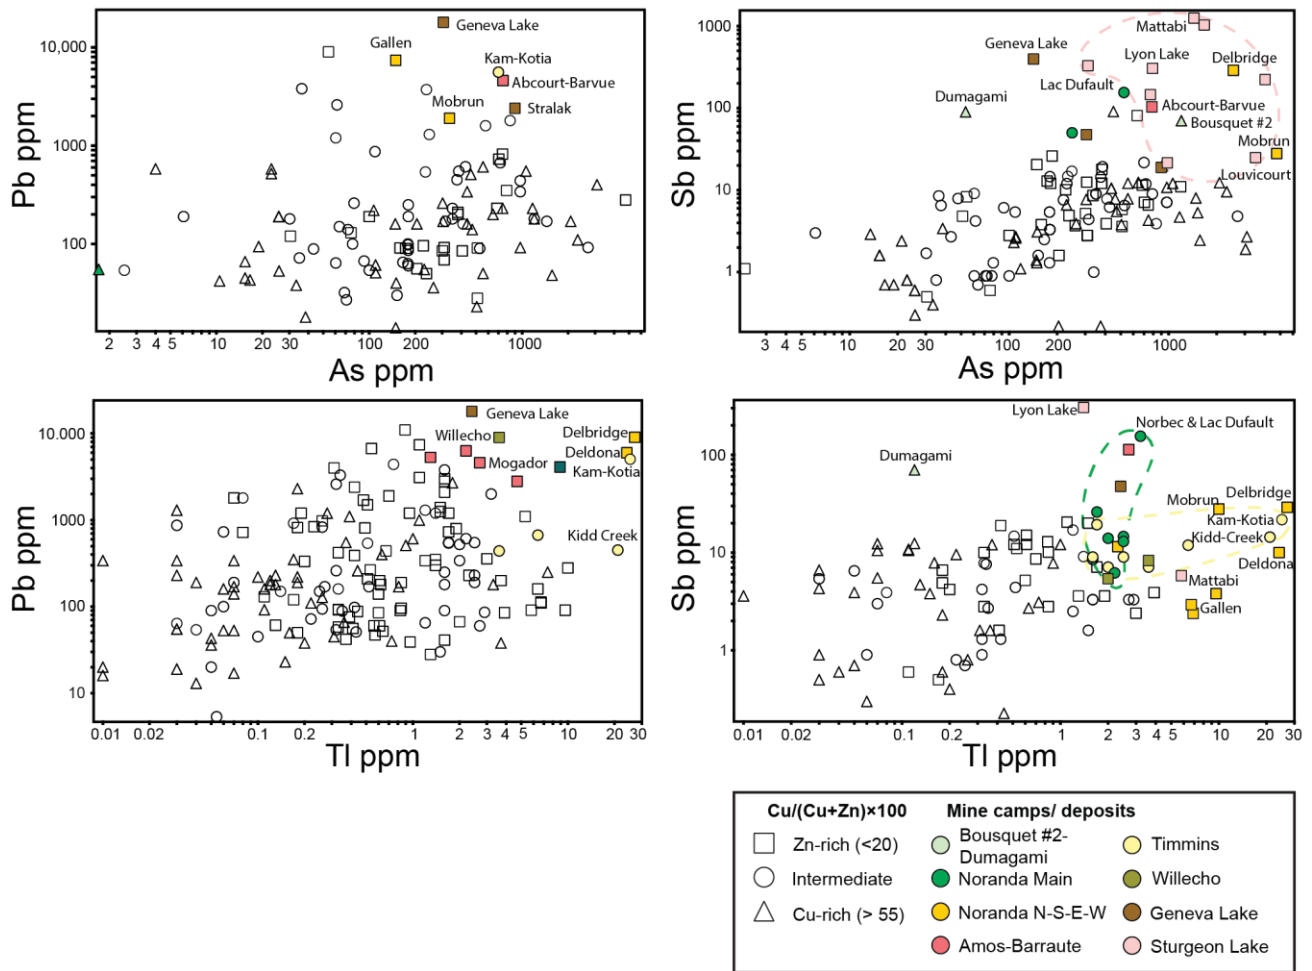 Pb ppm
10,000
1000
100
Geneva Lake
Gallen
Kam-Kotia
Abcourt-Barvue
Mobrun
Stralak
2 3 4 5 10 20 30 100 200 1000
As ppm
Sb ppm
1000
100
10
1
Mattabi
Geneva Lake
Lyon Lake
Delbridge
Lac Dufault
Dumagami
Abcourt-Barvue
Bousquet #2
Mobrun
Louvicourt
3 4 5 10 20 30 100 1000
As ppm
Pb ppm
10.000
1000
100
10
Geneva Lake
Willecho
Delbridge
Deldona
Mogador
Kam-Kotia
Kidd Creek
0.01 0.02 0.1 0.2 1 2 3 4 5 10 20 30
Tl ppm
Sb ppm
100
10
1
Lyon Lake
Norbec & Lac Dufault
Dumagami
Mobrun
Delbridge
Kam-Kotia
Kidd-Creek
Deldona
Mattabi
Gallen
0.01 0.02 0.1 0.2 1 2 3 4 5 10 20 30
Tl ppm
Cu/(Cu+Zn)×100
Zn-rich (<20)
Intermediate
Cu-rich (> 55)
Mine camps/ deposits
Bousquet #2-
Dumagami
Noranda Main
Noranda N-S-E-W
Amos-Barraute
Timmins
Willecho
Geneva Lake
Sturgeon Lake